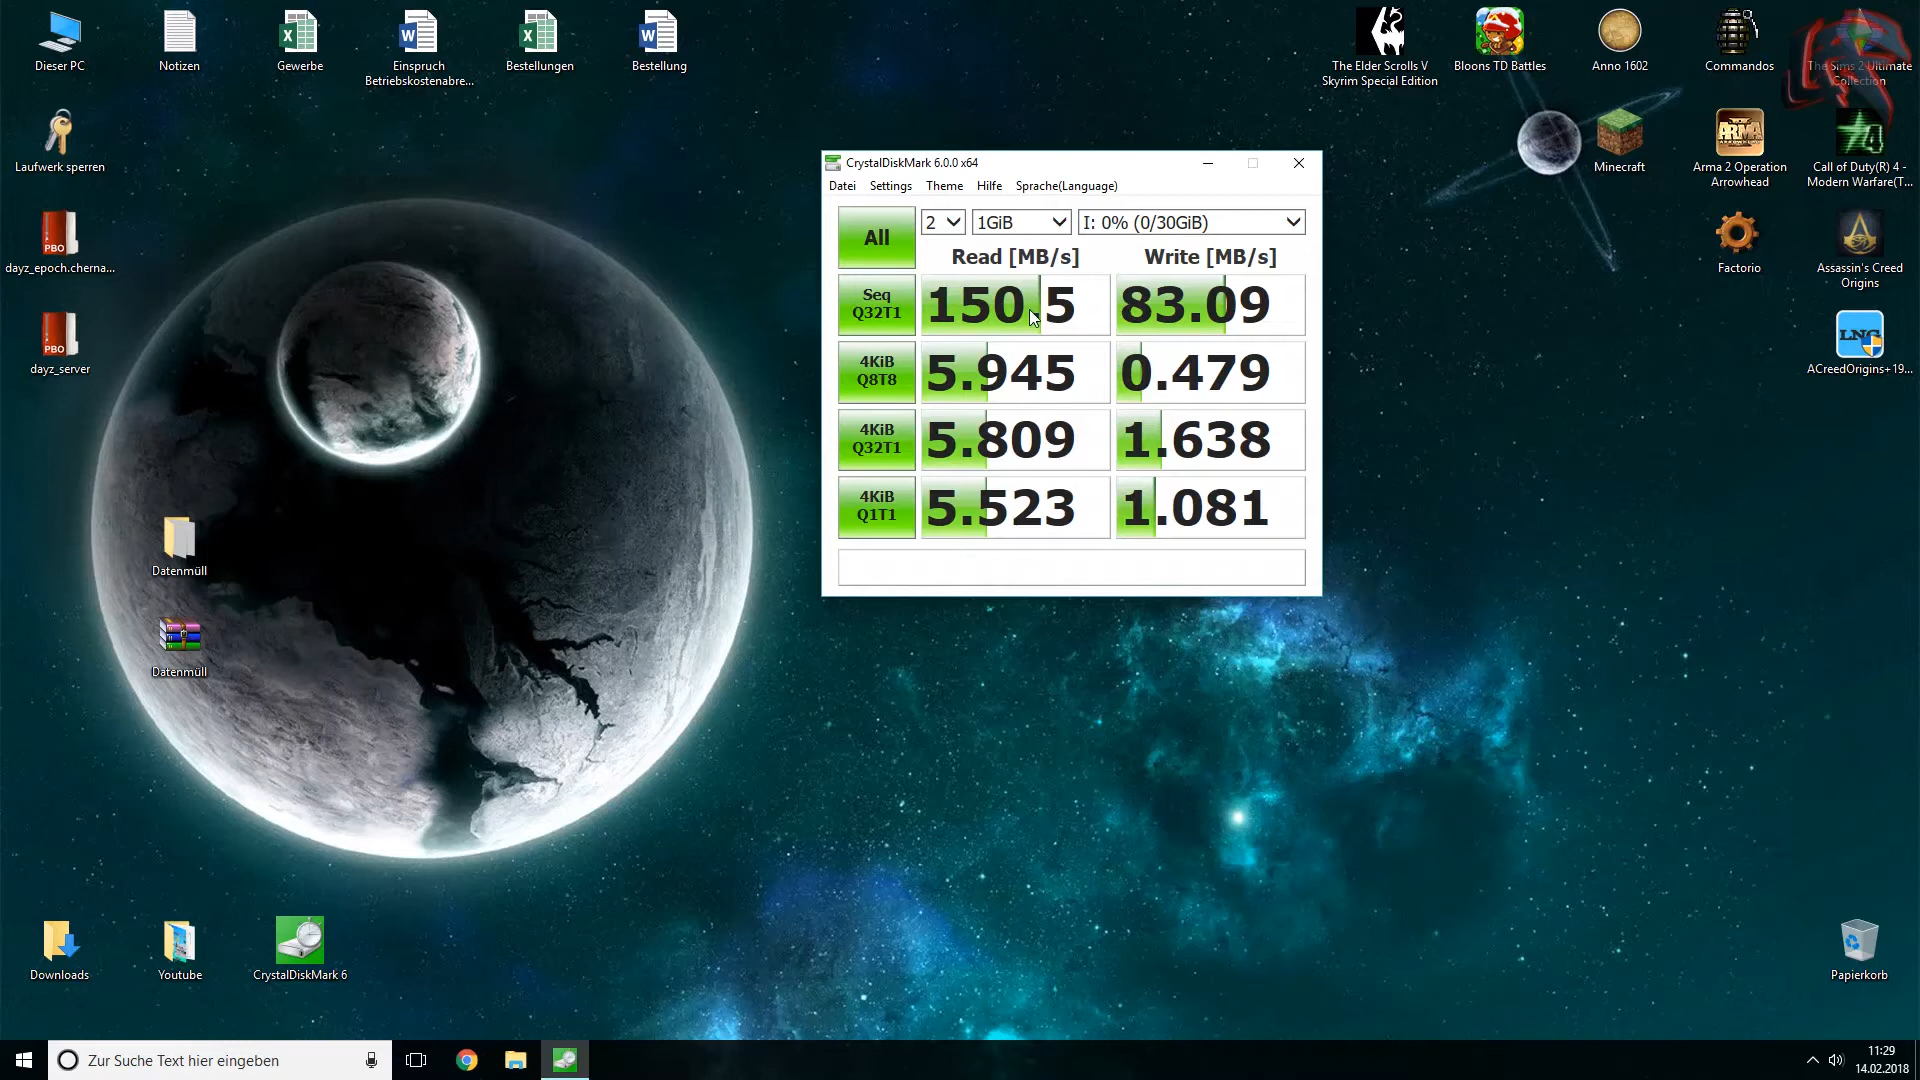 Dieser PC
Notizen
Gewerbe
Einspruch
Betriebskostenabre...
Bestellungen
Bestellung
The Elder Scrolls V
Skyrim Special Edition
Bloons TD Battles
Anno 1602
Commandos
The Sims 2 Ultimate
Collection
Laufwerk sperren
Minecraft
Arma 2 Operation
Arrowhead
Call of Duty(R) 4 -
Modern Warfare(T...
PBO
dayz_epoch.cherna...
Factorio
Assassin's Creed
Origins
PBO
dayz_server
LNG
ACreedOrigins+19...
CrystalDiskMark 6.0.0 x64
Datei Settings Theme Hilfe Sprache(Language)
All
2 1GiB I: 0% (0/30GiB)
Read [MB/s] Write [MB/s]
Seq
Q32T1
150.5 83.09
4KiB
Q8T8
5.945 0.479
4KiB
Q32T1
5.809 1.638
4KiB
Q1T1
5.523 1.081
Datenmüll
Datenmüll
Downloads
Youtube
CrystalDiskMark 6
Papierkorb
Zur Suche Text hier eingeben
11:29
14.02.2018